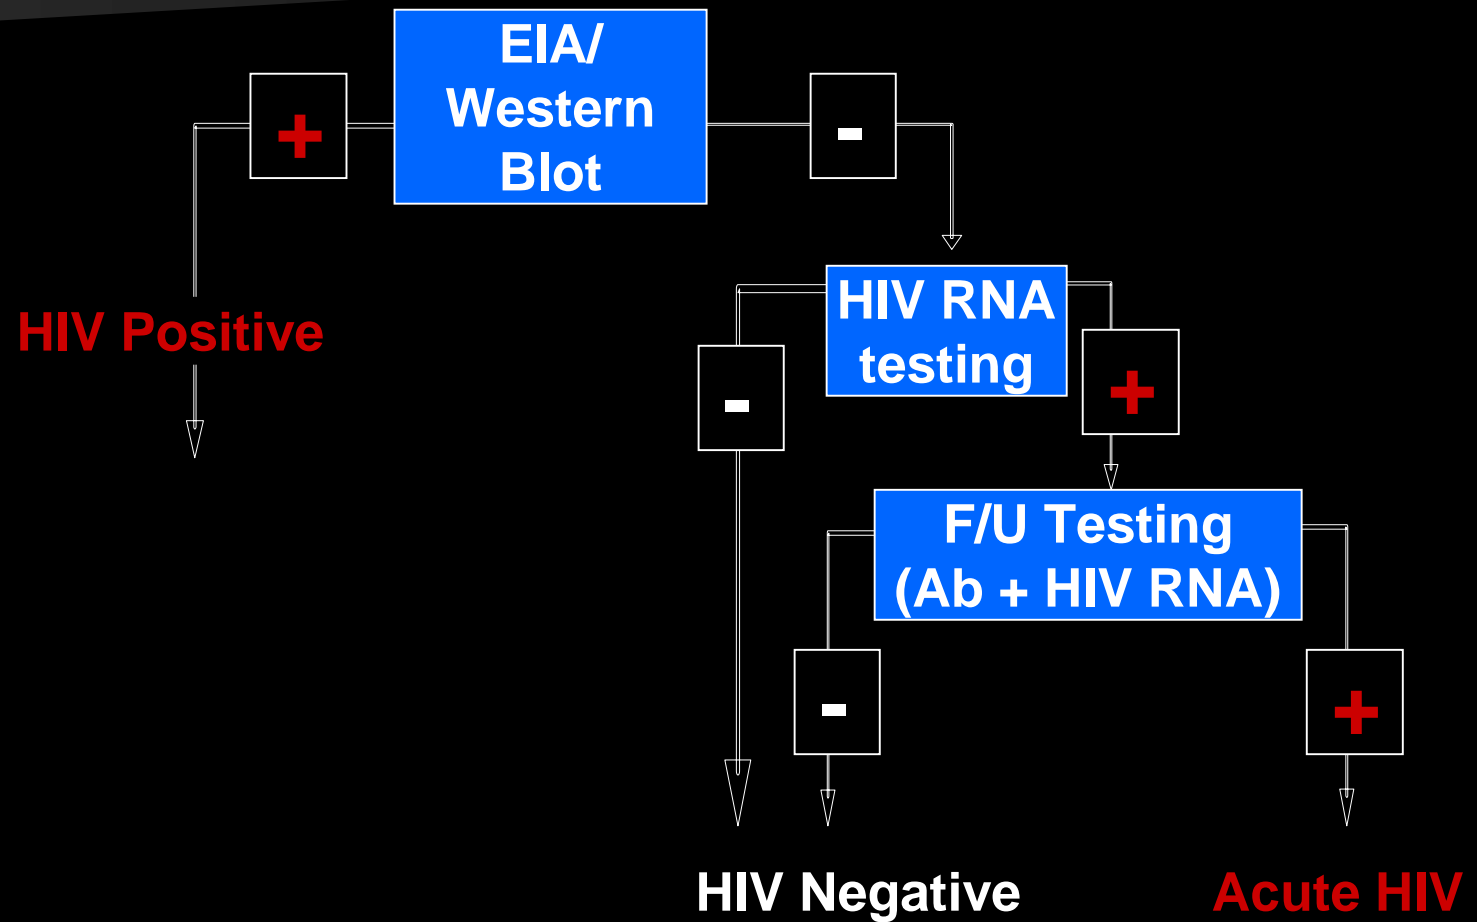 EIA/
Western
Blot
+
-
HIV RNA
testing
HIV Positive
-
+
F/U Testing
(Ab + HIV RNA)
-
+
HIV Negative
Acute HIV